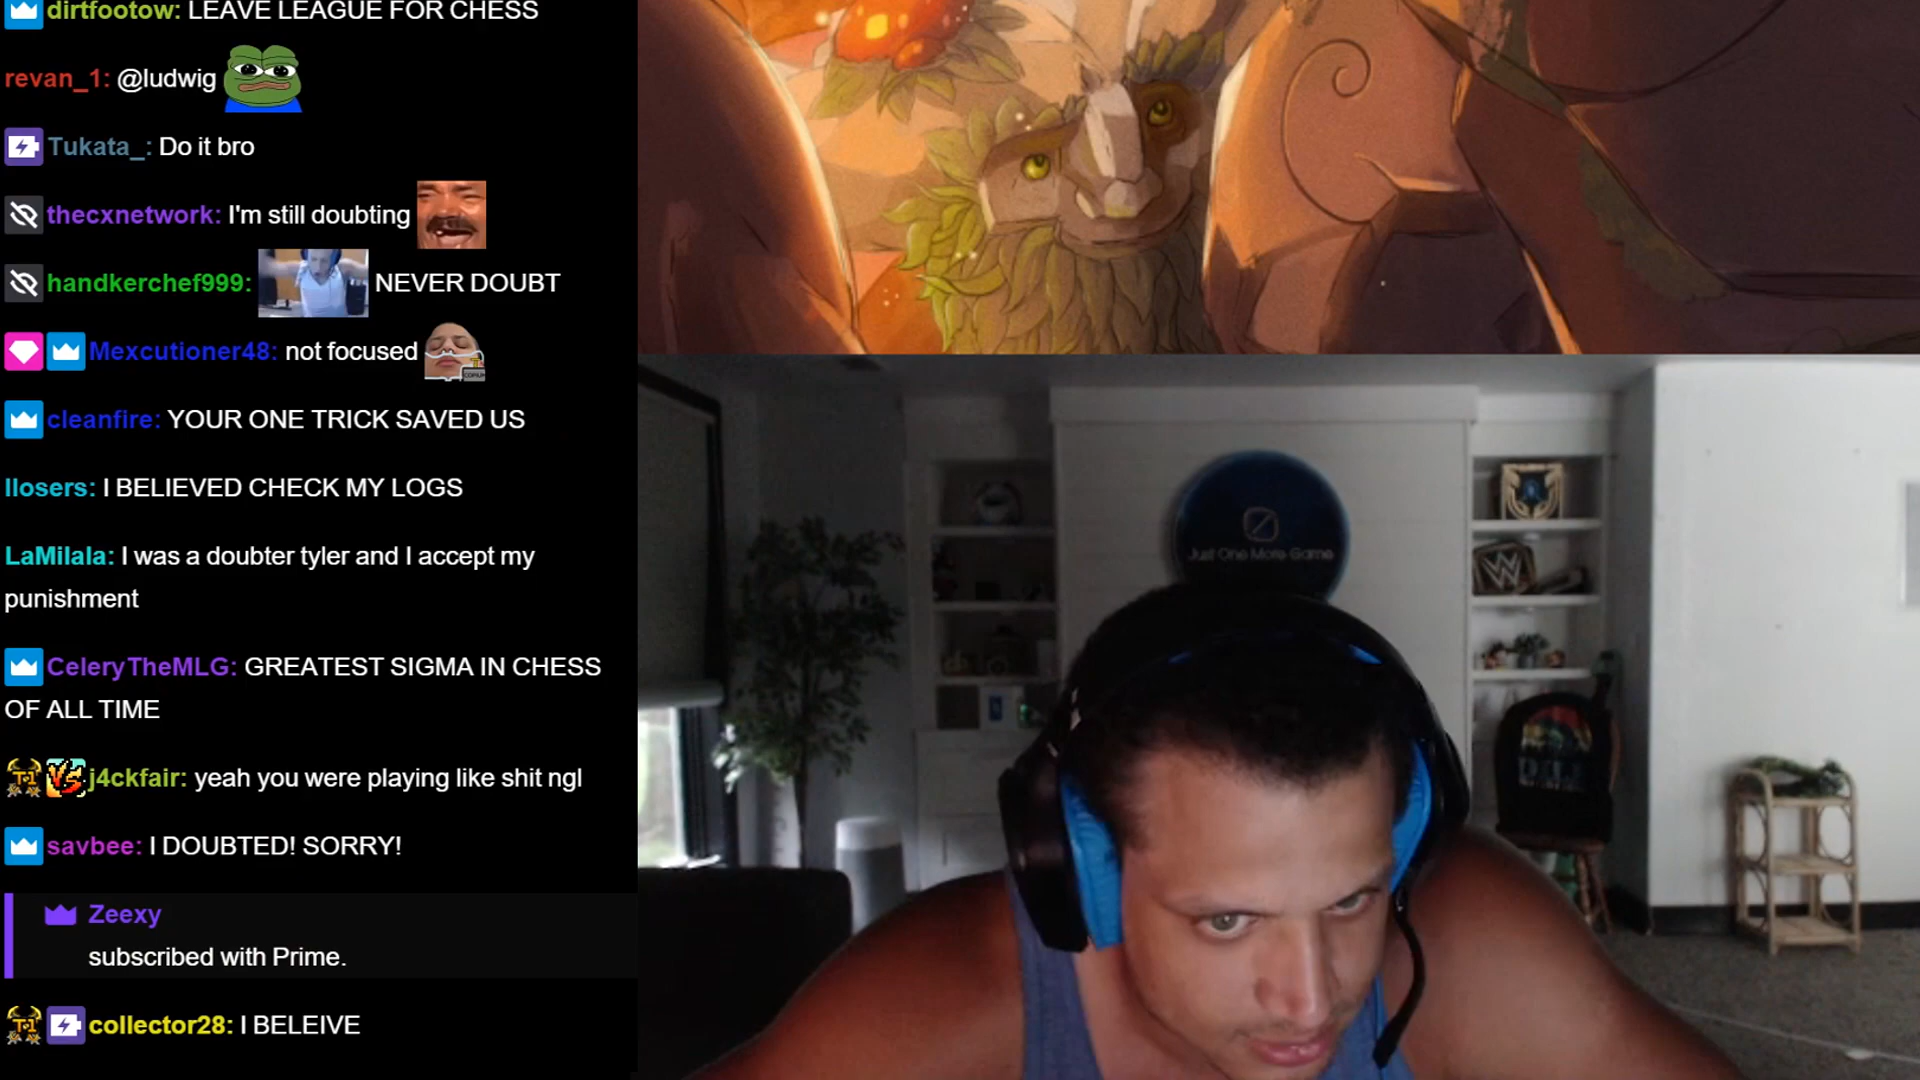 dirtfootow: LEAVE LEAGUE FOR CHESS
revan_1: @ludwig
Tukata_: Do it bro
thecxnetwork: I'm still doubting
handkerchef999: NEVER DOUBT
Mexcutioner48: not focused
cleanfire: YOUR ONE TRICK SAVED US
llosers: I BELIEVED CHECK MY LOGS
LaMilala: I was a doubter tyler and I accept my
punishment
CeleryTheMLG: GREATEST SIGMA IN CHESS
OF ALL TIME
j4ckfair: yeah you were playing like shit ngl
savbee: I DOUBTED! SORRY!
Zeexy
subscribed with Prime.
collector28: I BELEIVE
Just One More Game
W